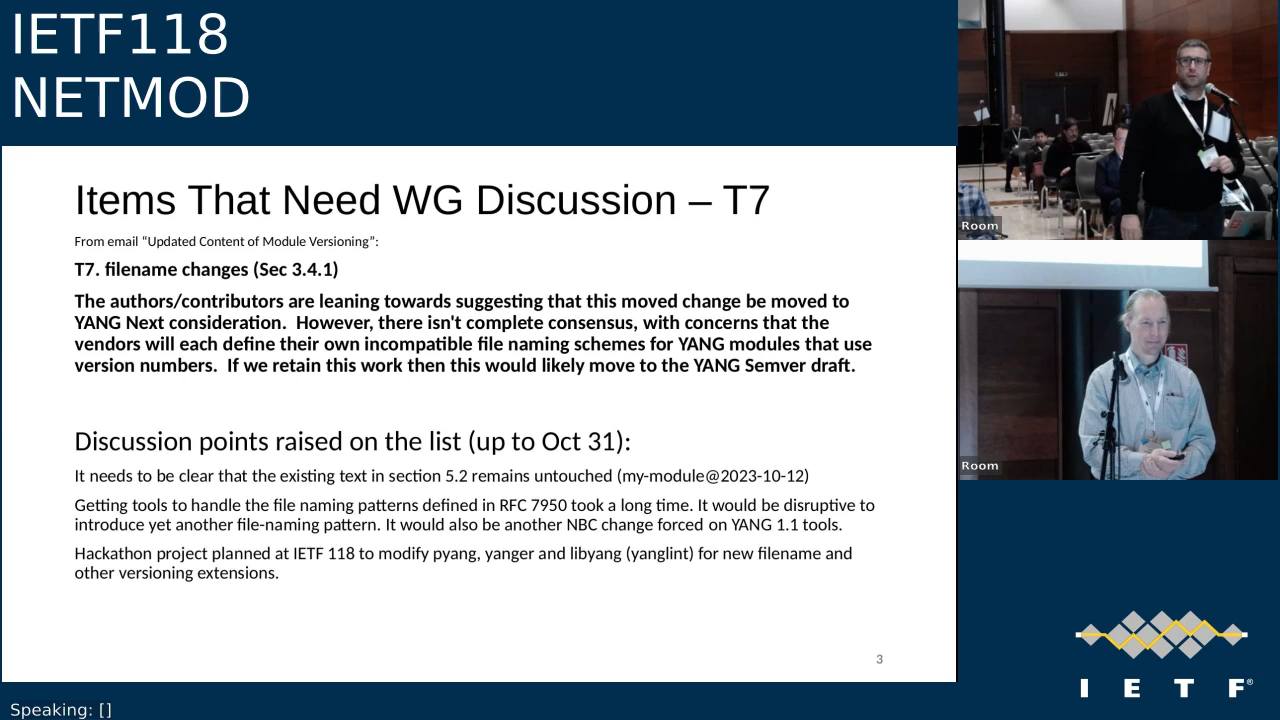 IETF118
NETMOD
Items That Need WG Discussion – T7
From email “Updated Content of Module Versioning”:
T7. filename changes (Sec 3.4.1)
The authors/contributors are leaning towards suggesting that this moved change be moved to
YANG Next consideration.  However, there isn't complete consensus, with concerns that the
vendors will each define their own incompatible file naming schemes for YANG modules that use
version numbers.  If we retain this work then this would likely move to the YANG Semver draft.
Discussion points raised on the list (up to Oct 31):
It needs to be clear that the existing text in section 5.2 remains untouched (my-module@2023-10-12)
Getting tools to handle the file naming patterns defined in RFC 7950 took a long time. It would be disruptive to
introduce yet another file-naming pattern. It would also be another NBC change forced on YANG 1.1 tools.
Hackathon project planned at IETF 118 to modify pyang, yanger and libyang (yanglint) for new filename and
other versioning extensions.
3
Room
Room
I E T F®
Speaking: []